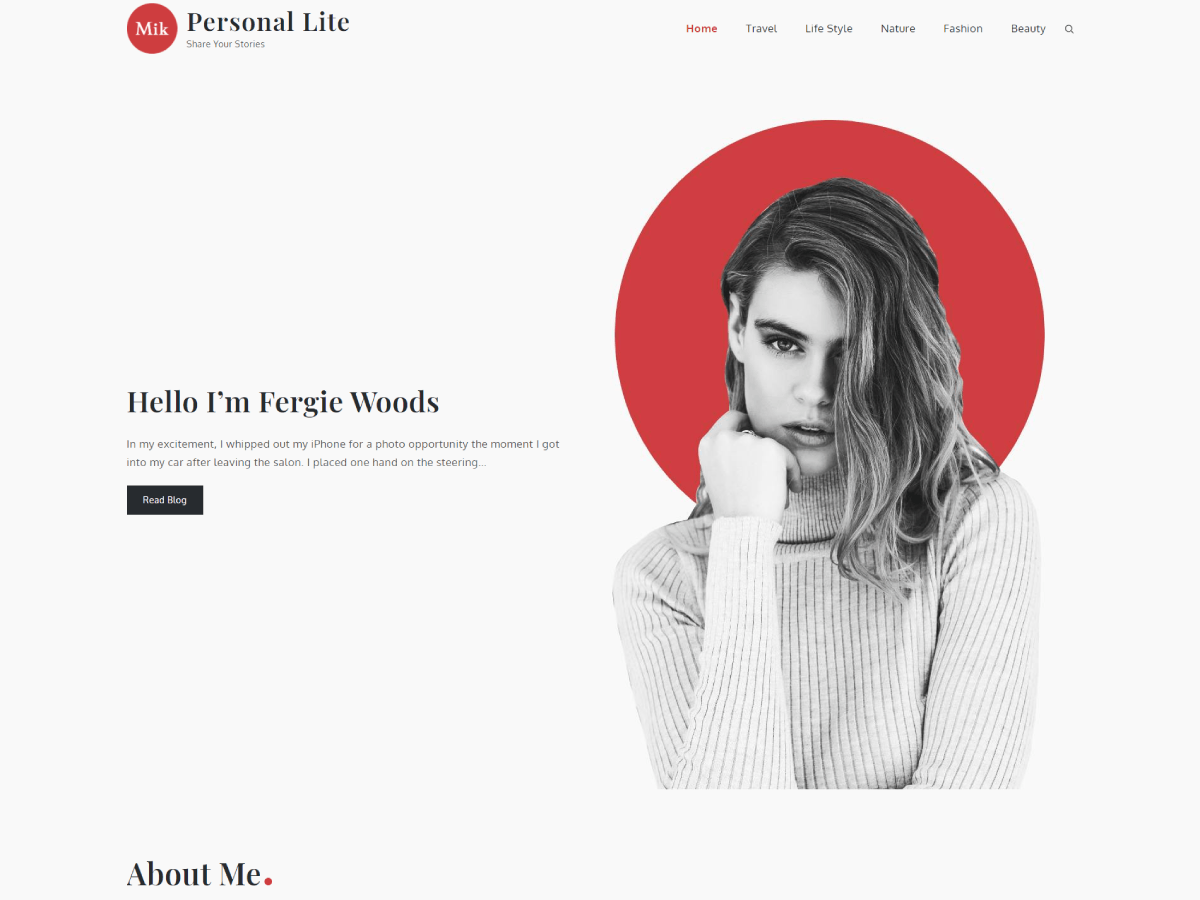 Mik
Personal Lite
Share Your Stories
Home Travel Life Style Nature Fashion Beauty
Hello I’m Fergie Woods
In my excitement, I whipped out my iPhone for a photo opportunity the moment I got
into my car after leaving the salon. I placed one hand on the steering...
Read Blog
About Me.